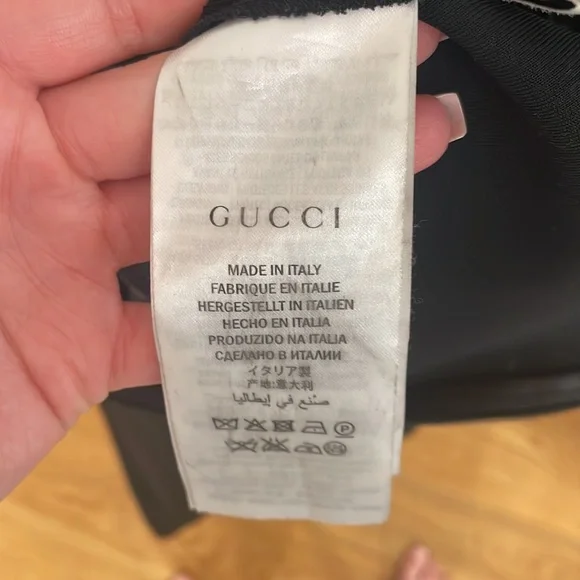 GUCCI
MADE IN ITALY
FABRIQUE EN ITALIE
HERGESTELLT IN ITALIEN
HECHO EN ITALIA
PRODUZIDO NA ITALIA
СДЕЛАНО В ИТАЛИИ
イタリア製
产地:意大利
صنع في إيطاليا
P